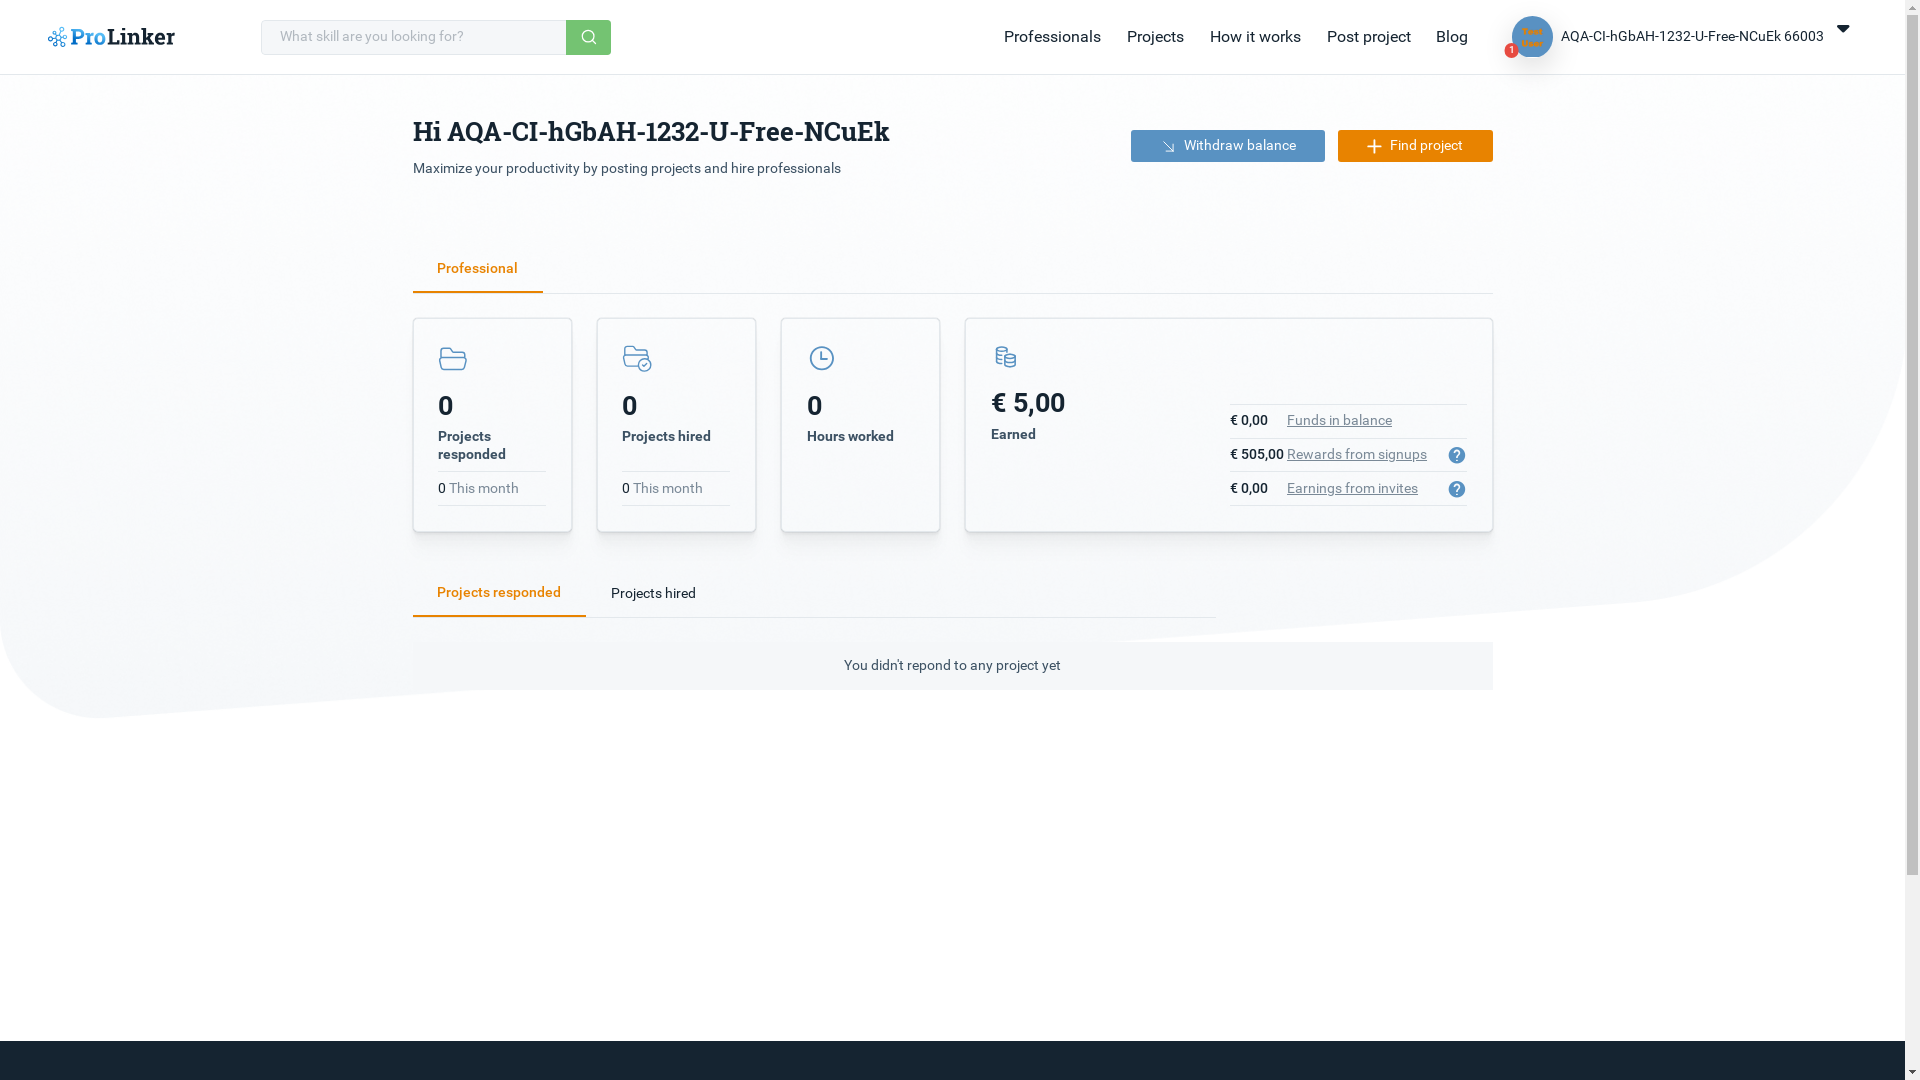 ProLinker
What skill are you looking for?
Professionals
Projects
How it works
Post project
Blog
Test
User
1
AQA-CI-hGbAH-1232-U-Free-NCuEk 66003
Hi AQA-CI-hGbAH-1232-U-Free-NCuEk
Maximize your productivity by posting projects and hire professionals
Withdraw balance
Find project
Professional
0
Projects
responded
0 This month
0
Projects hired
0 This month
0
Hours worked
€ 5,00
Earned
€ 0,00 Funds in balance
€ 505,00 Rewards from signups ?
€ 0,00 Earnings from invites ?
Projects responded
Projects hired
You didn't repond to any project yet